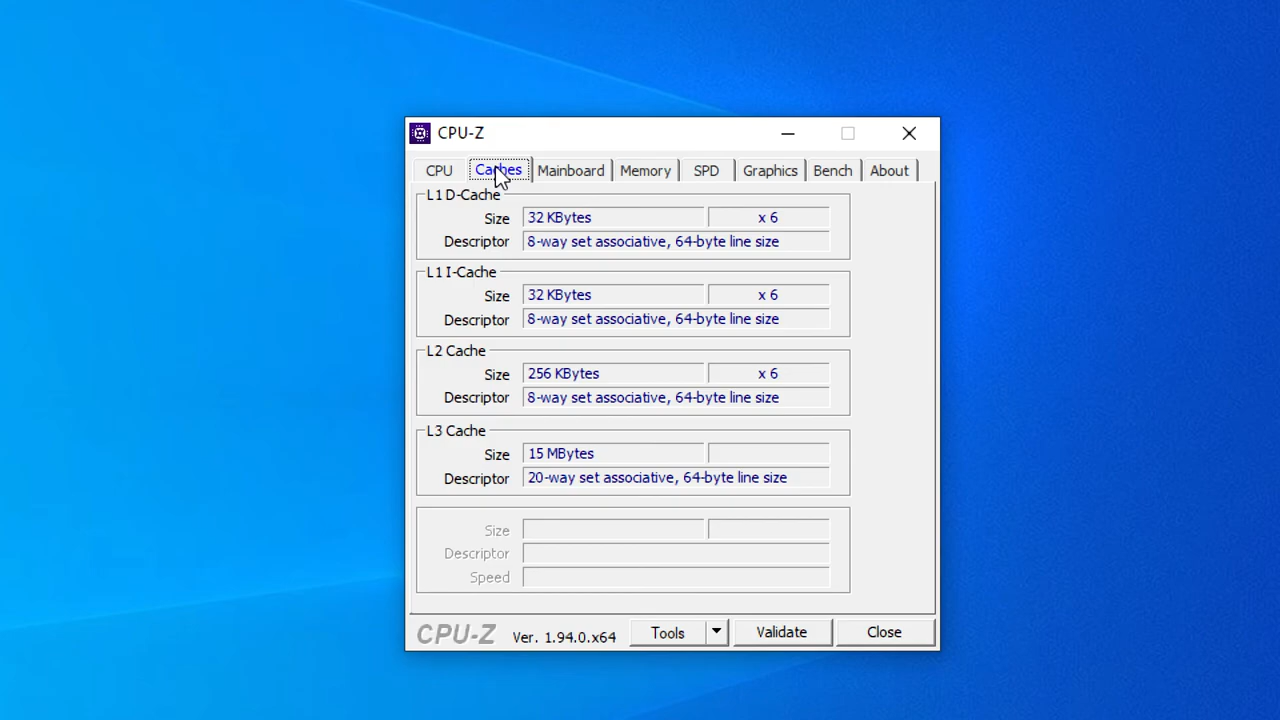 CPU-Z
CPU Caches Mainboard Memory SPD Graphics Bench About
L1 D-Cache
Size 32 KBytes x 6
Descriptor 8-way set associative, 64-byte line size
L1 I-Cache
Size 32 KBytes x 6
Descriptor 8-way set associative, 64-byte line size
L2 Cache
Size 256 KBytes x 6
Descriptor 8-way set associative, 64-byte line size
L3 Cache
Size 15 MBytes
Descriptor 20-way set associative, 64-byte line size
Size
Descriptor
Speed
CPU-Z Ver. 1.94.0.x64 Tools Validate Close